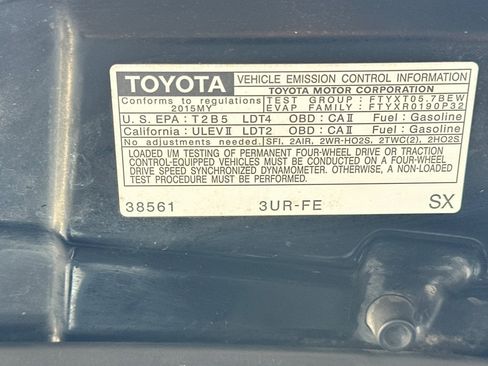 TOYOTA VEHICLE EMISSION CONTROL INFORMATION
TOYOTA MOTOR CORPORATION
Conforms to regulations TEST GROUP : FTYXT05.7BEW
2015MY EVAP FAMILY : FTYXR0190P32
U. S. EPA : T2B5 LDT4 OBD : CAⅡ Fuel : Gasoline
California : ULEVⅡ LDT2 OBD : CAⅡ Fuel : Gasoline
No adjustments needed. SFI, 2AIR, 2WR-HO2S, 2TWC(2), 2HO2S
LOADED I/M TESTING OF PERMANENT FOUR-WHEEL DRIVE OR TRACTION
CONTROL-EQUIPPED VEHICLES MUST BE CONDUCTED ON A FOUR-WHEEL
DRIVE SPEED SYNCHRONIZED DYNAMOMETER. OTHERWISE, A NON-LOADED
TEST PROCEDURE MUST BE PERFORMED.
38561 3UR-FE SX